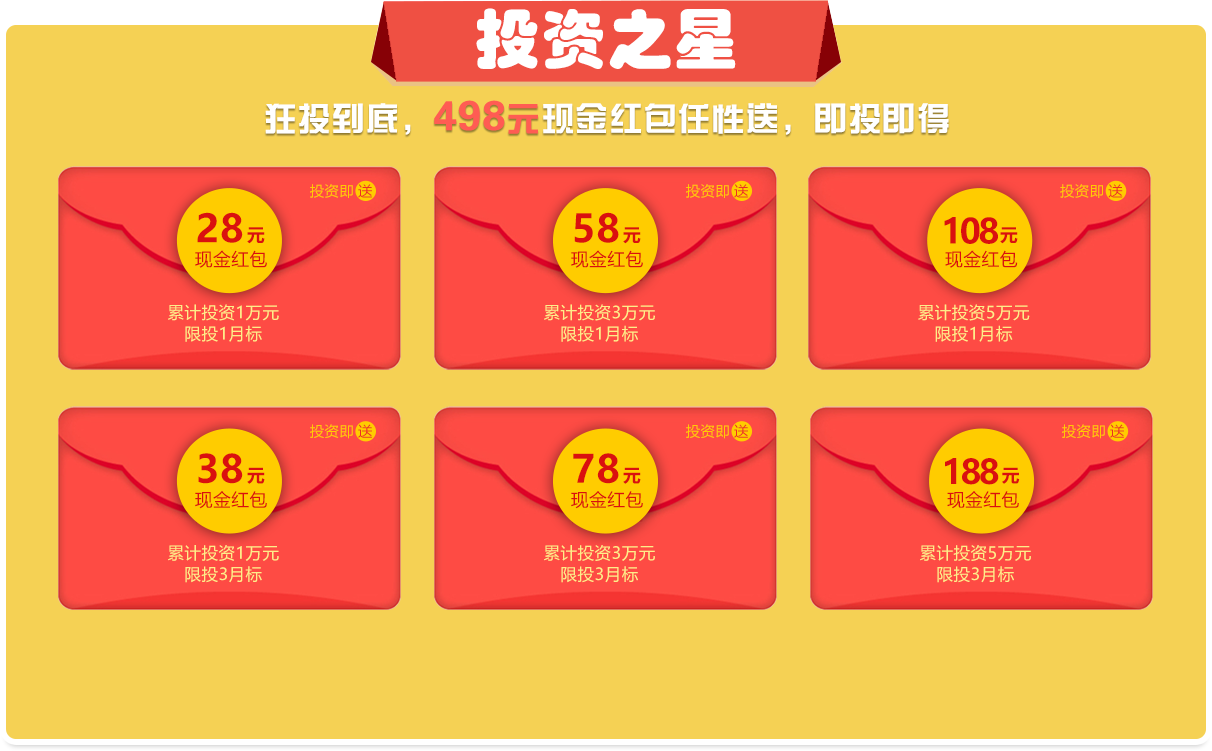 投资之星
狂投到底，498元现金红包任性送，即投即得
投资即送
28元
现金红包
累计投资1万元
限投1月标
投资即送
58元
现金红包
累计投资3万元
限投1月标
投资即送
108元
现金红包
累计投资5万元
限投1月标
投资即送
38元
现金红包
累计投资1万元
限投3月标
投资即送
78元
现金红包
累计投资3万元
限投3月标
投资即送
188元
现金红包
累计投资5万元
限投3月标